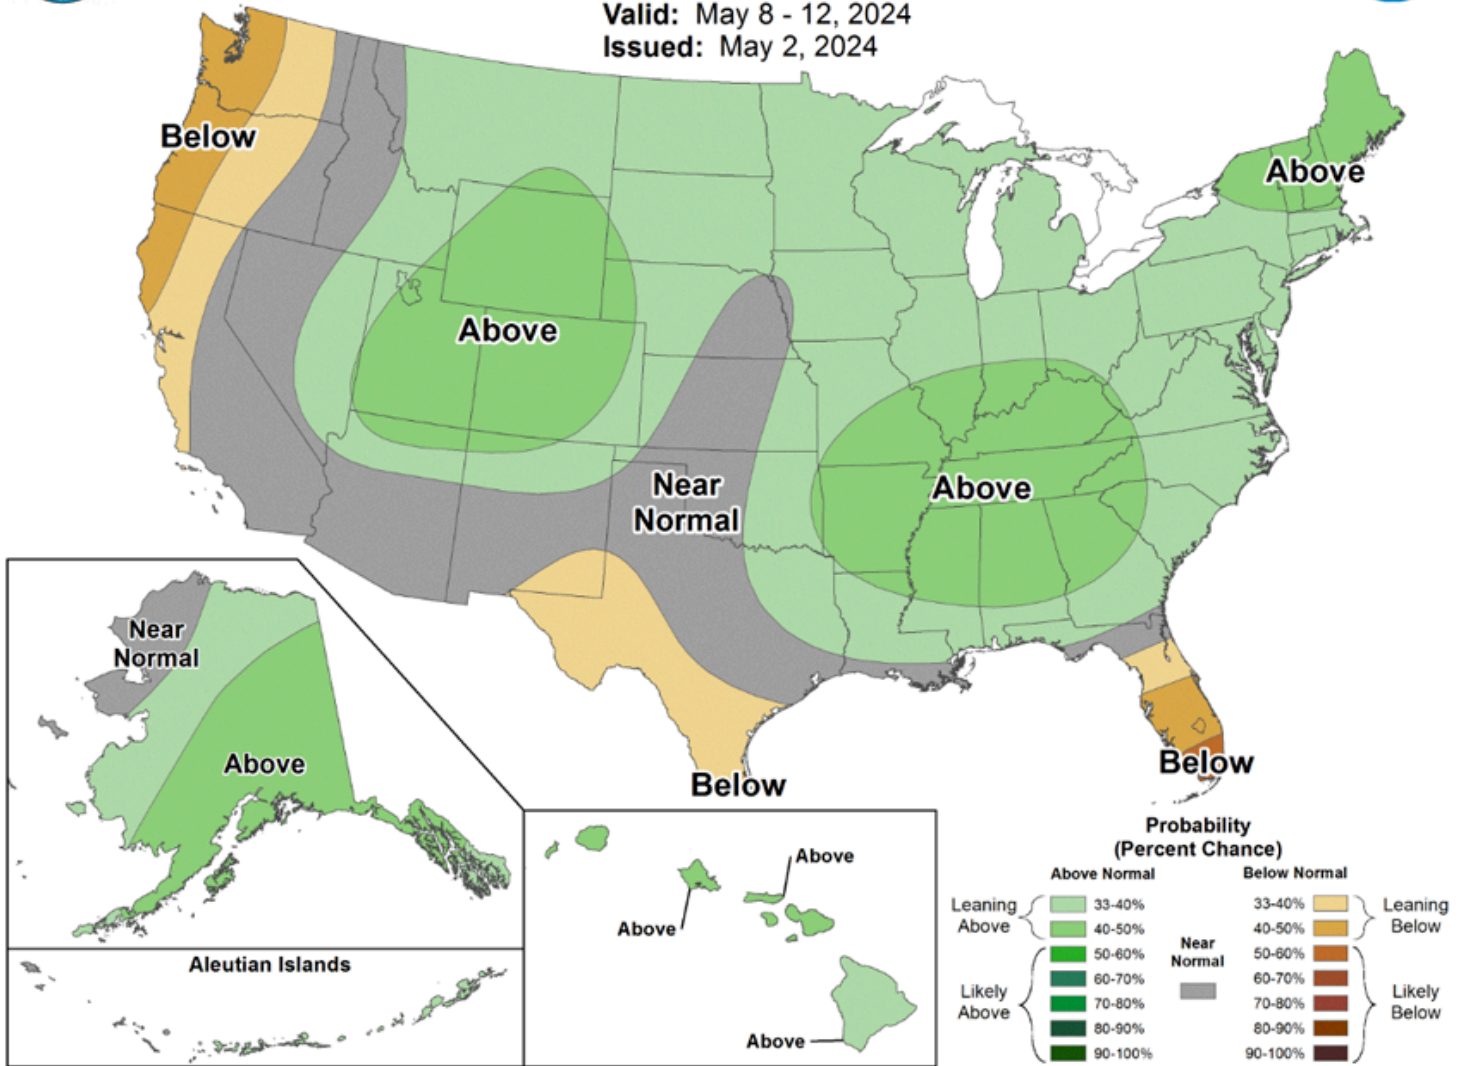 Valid: May 8 - 12, 2024
Issued: May 2, 2024
Below
Above
Above
Above
Near
Normal
Below
Below
Near
Normal
Above
Aleutian Islands
Above
Above
Above
Probability
(Percent Chance)
Above Normal
Below Normal
Leaning
Above
33-40%
40-50%
50-60%
60-70%
70-80%
80-90%
90-100%
Likely
Above
Near
Normal
33-40%
40-50%
50-60%
60-70%
70-80%
80-90%
90-100%
Leaning
Below
Likely
Below